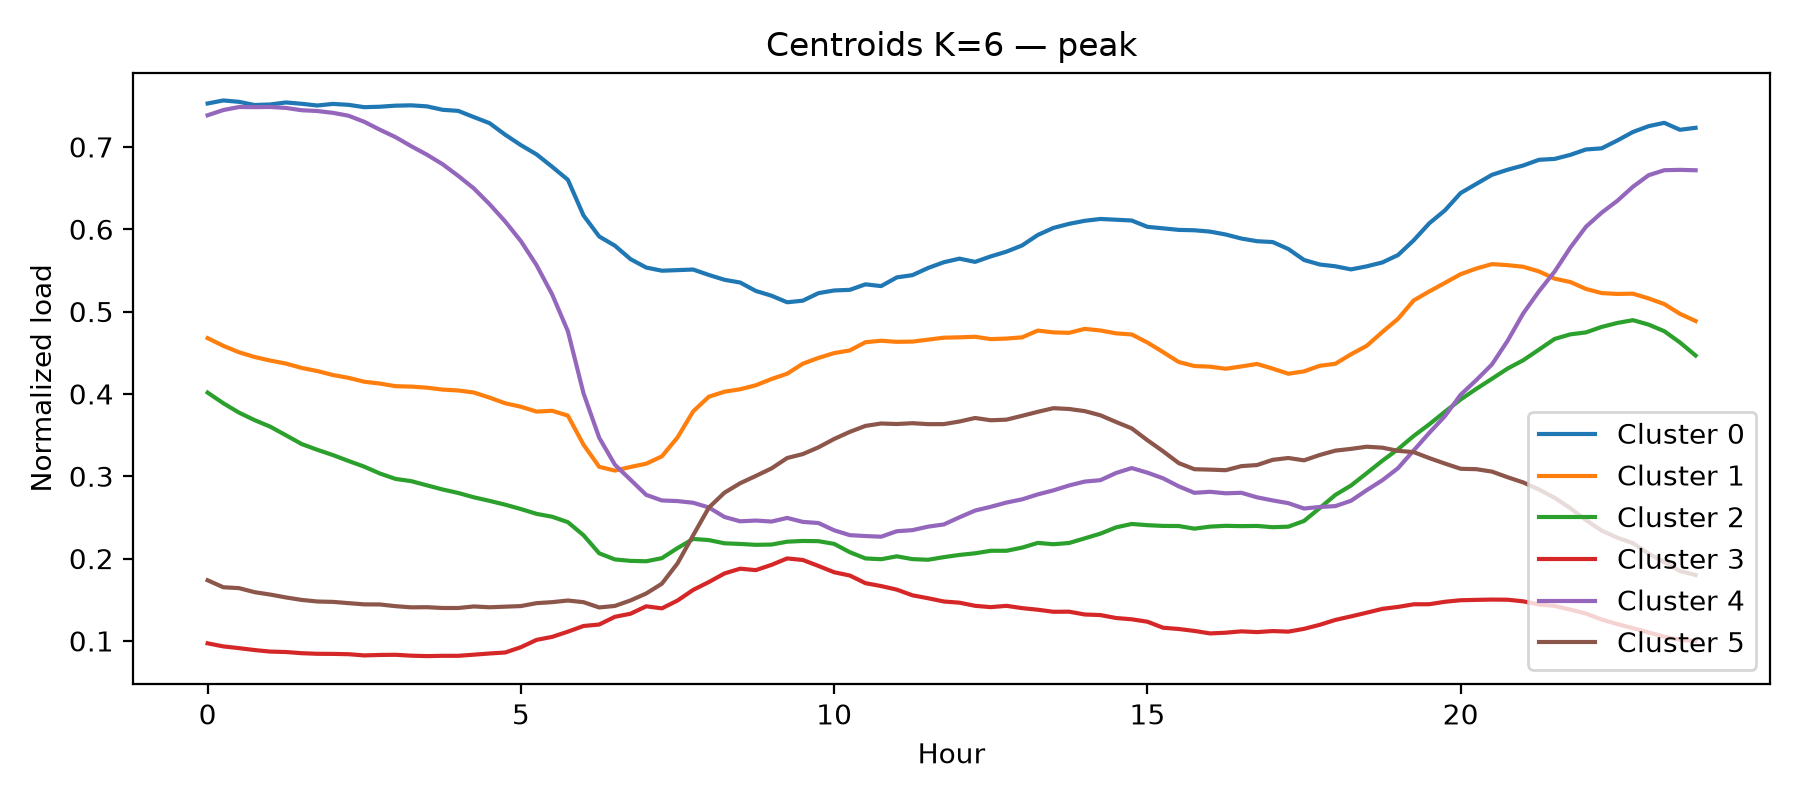 Centroids K=6 — peak
Normalized load
0.7
0.6
0.5
0.4
0.3
0.2
0.1
Cluster 0
Cluster 1
Cluster 2
Cluster 3
Cluster 4
Cluster 5
0 5 10 15 20
Hour